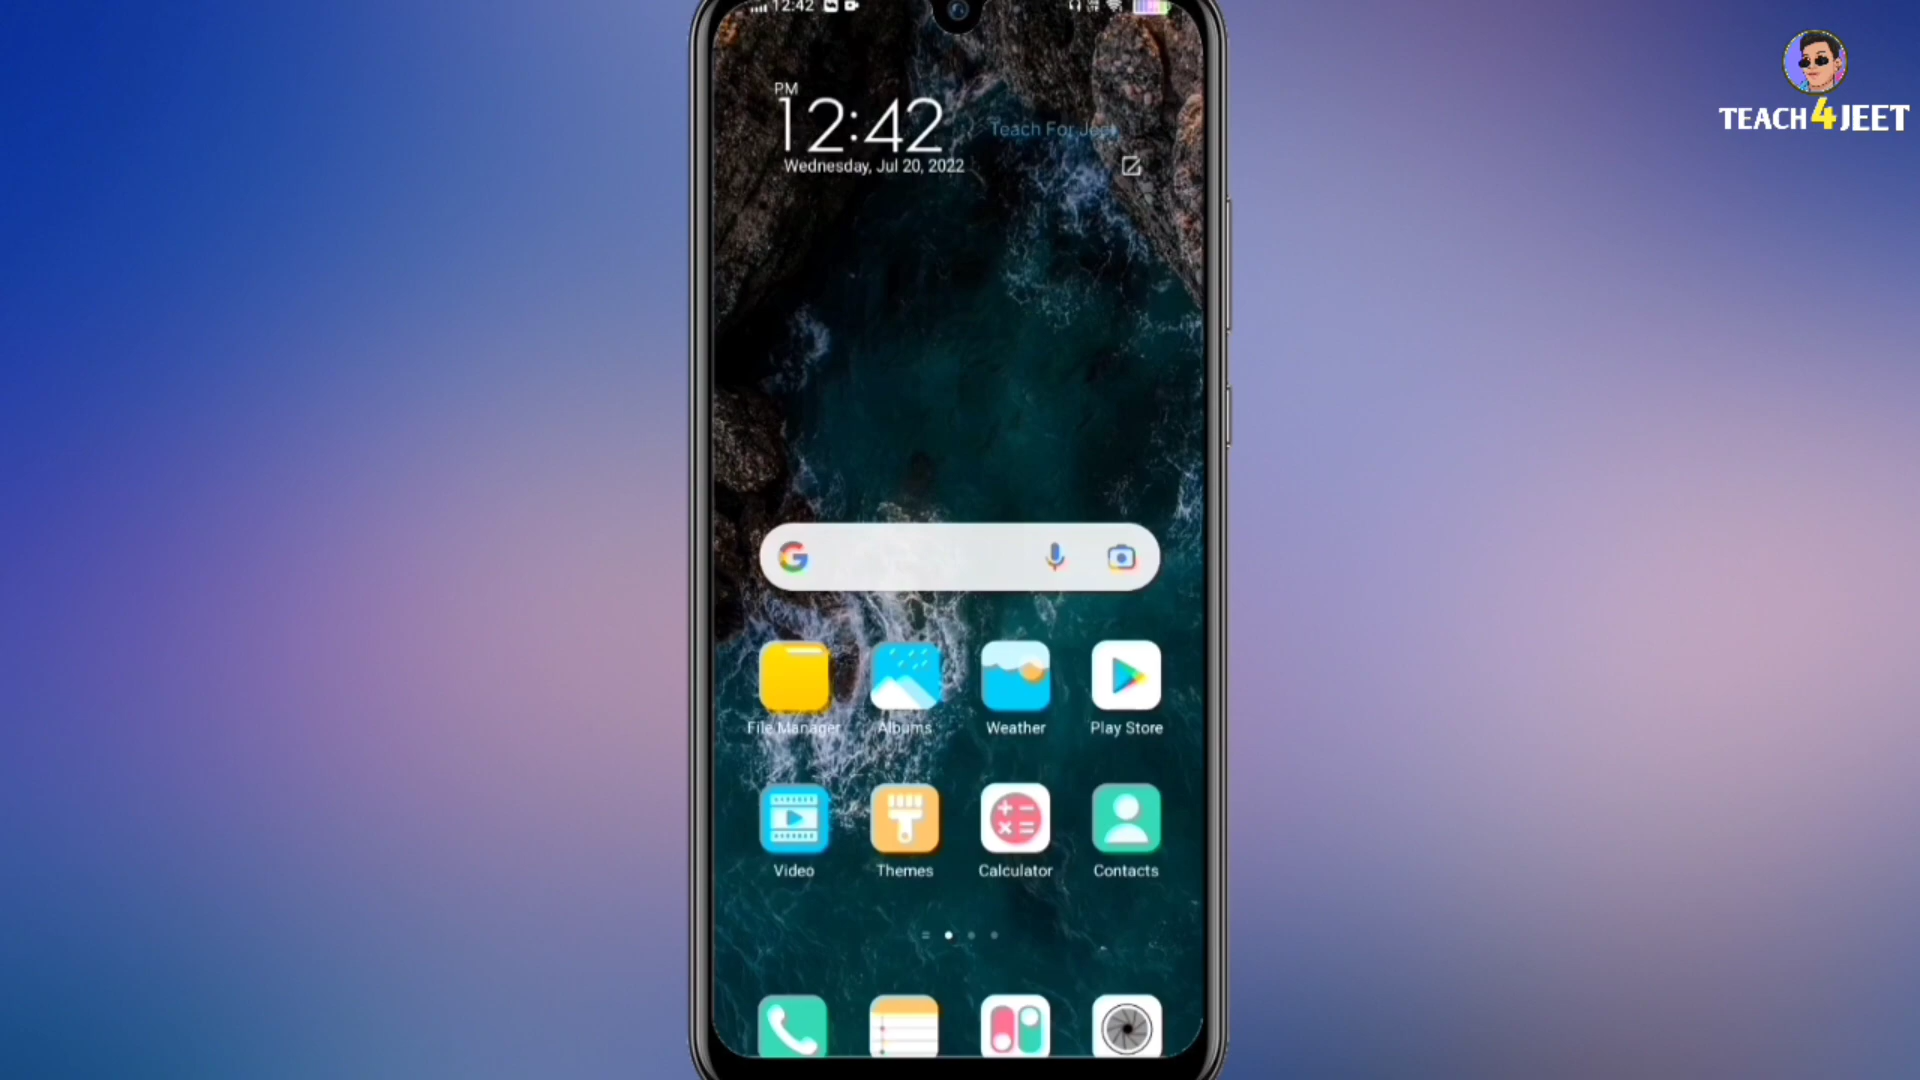 12:42
PM
12:42
Teach For Jeet
Wednesday, Jul 20, 2022
TEACH4JEET
File Manager
Albums
Weather
Play Store
Video
Themes
Calculator
Contacts